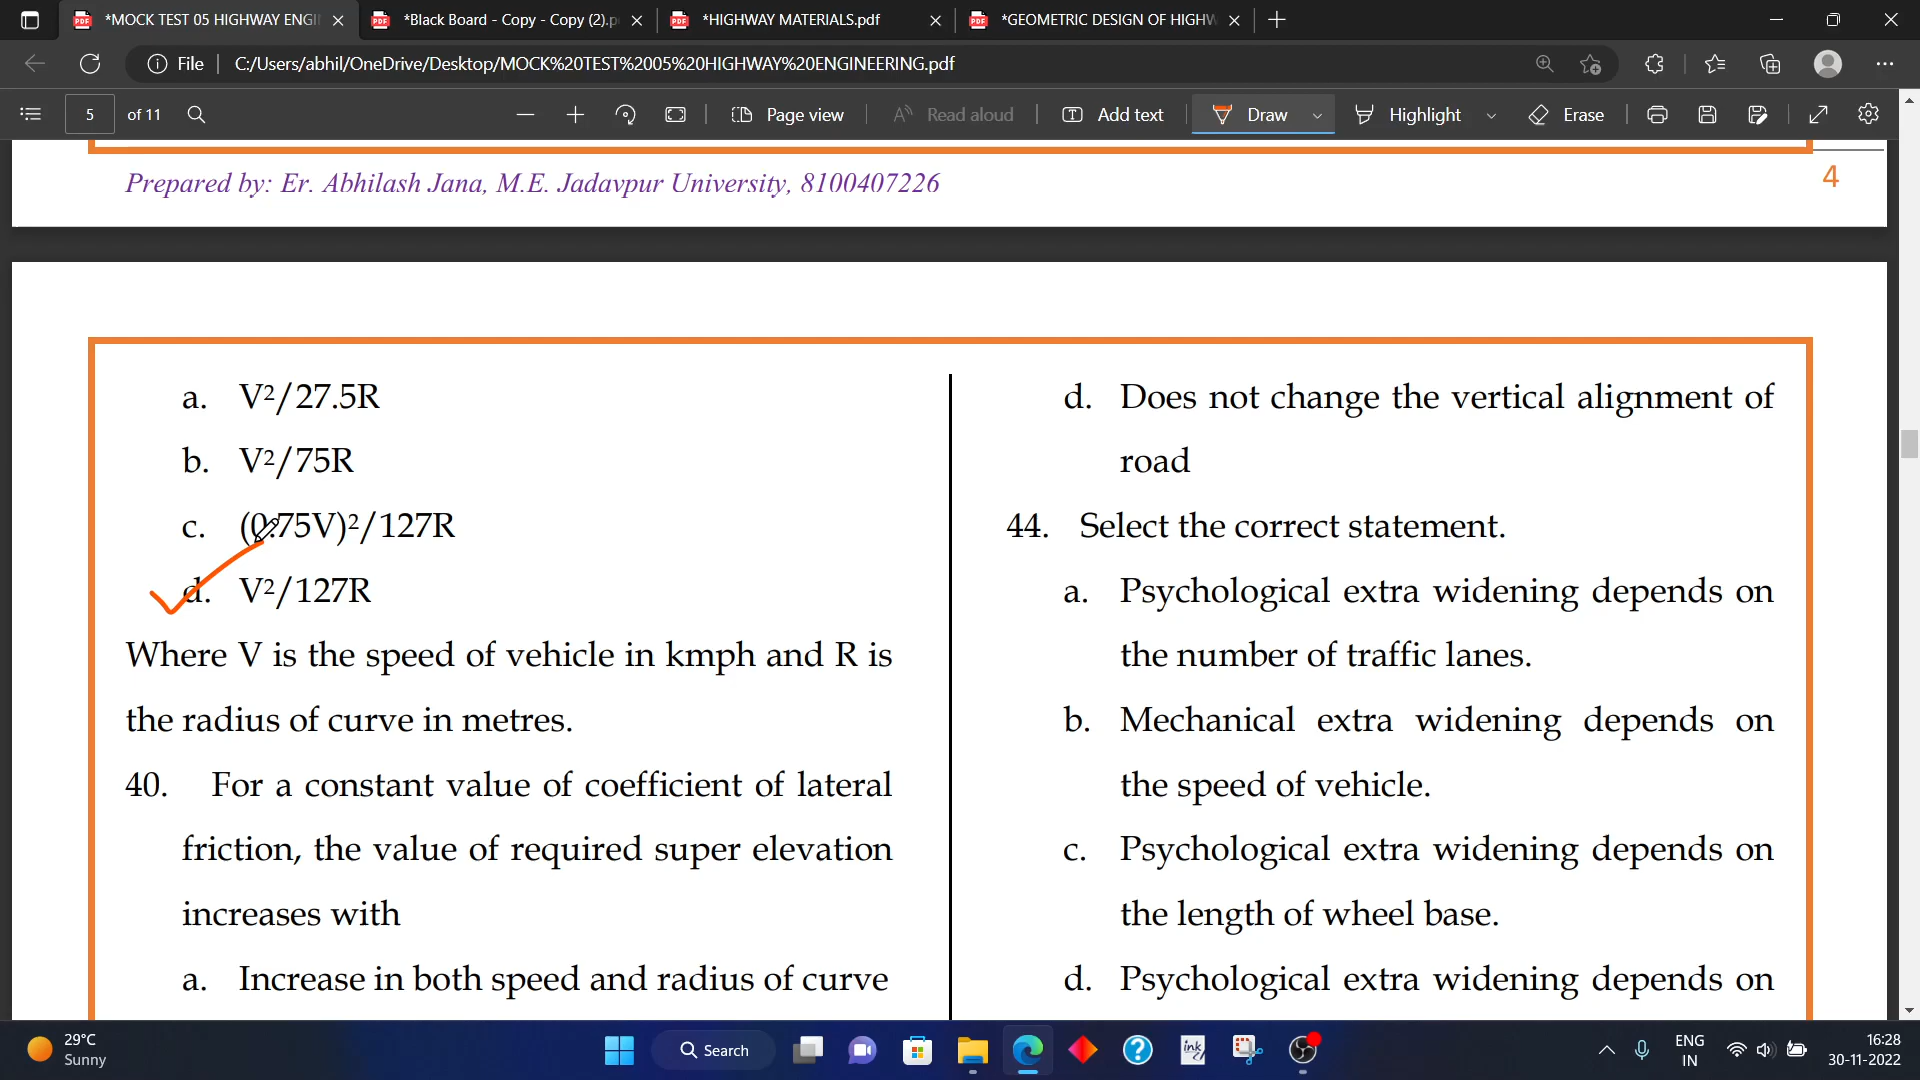 *MOCK TEST 05 HIGHWAY ENGI
*Black Board - Copy - Copy (2).p
*HIGHWAY MATERIALS.pdf
*GEOMETRIC DESIGN OF HIGHW
File
C:/Users/abhil/OneDrive/Desktop/MOCK%20TEST%2005%20HIGHWAY%20ENGINEERING.pdf
5 of 11
Page view
Read aloud
Add text
Draw
Highlight
Erase
Prepared by: Er. Abhilash Jana, M.E. Jadavpur University, 8100407226
4
a. V²/27.5R
b. V²/75R
c. (0.75V)²/127R
d. V²/127R
Where V is the speed of vehicle in kmph and R is
the radius of curve in metres.
40. For a constant value of coefficient of lateral
friction, the value of required super elevation
increases with
a. Increase in both speed and radius of curve
d. Does not change the vertical alignment of
road
44. Select the correct statement.
a. Psychological extra widening depends on
the number of traffic lanes.
b. Mechanical extra widening depends on
the speed of vehicle.
c. Psychological extra widening depends on
the length of wheel base.
d. Psychological extra widening depends on
29°C
Sunny
Search
ink
ENG
IN
16:28
30-11-2022